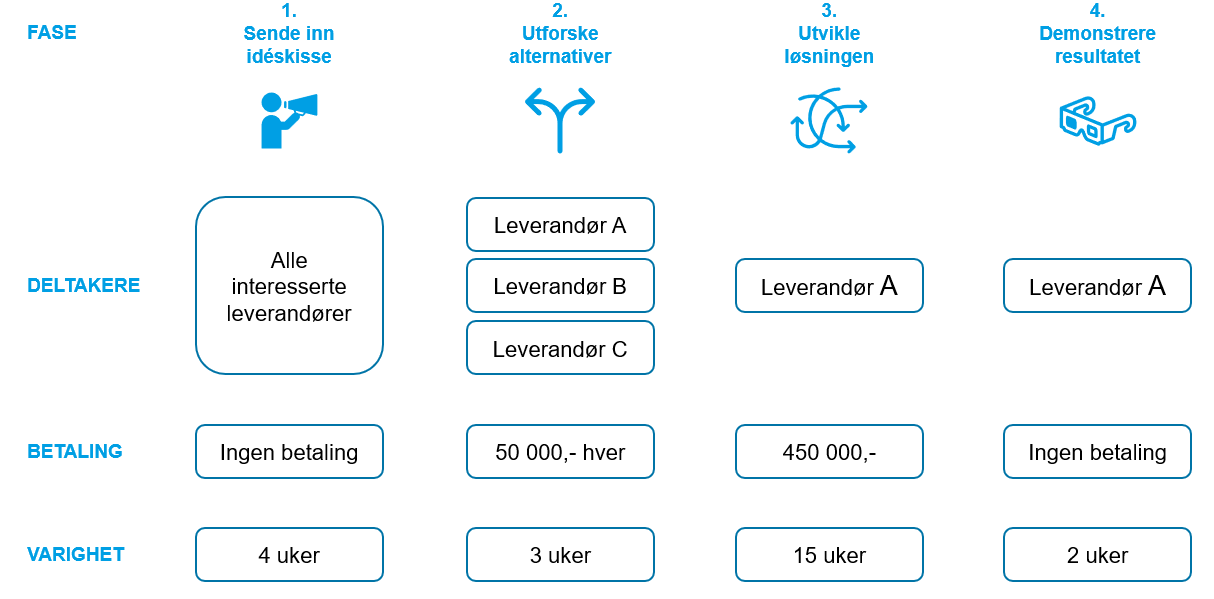 FASE
1.
Sende inn
idéskisse
2.
Utforske
alternativer
3.
Utvikle
løsningen
4.
Demonstrere
resultatet
DELTAKERE
Alle
interesserte
leverandører
Leverandør A
Leverandør B
Leverandør C
Leverandør A
Leverandør A
BETALING
Ingen betaling
50 000,- hver
450 000,-
Ingen betaling
VARIGHET
4 uker
3 uker
15 uker
2 uker